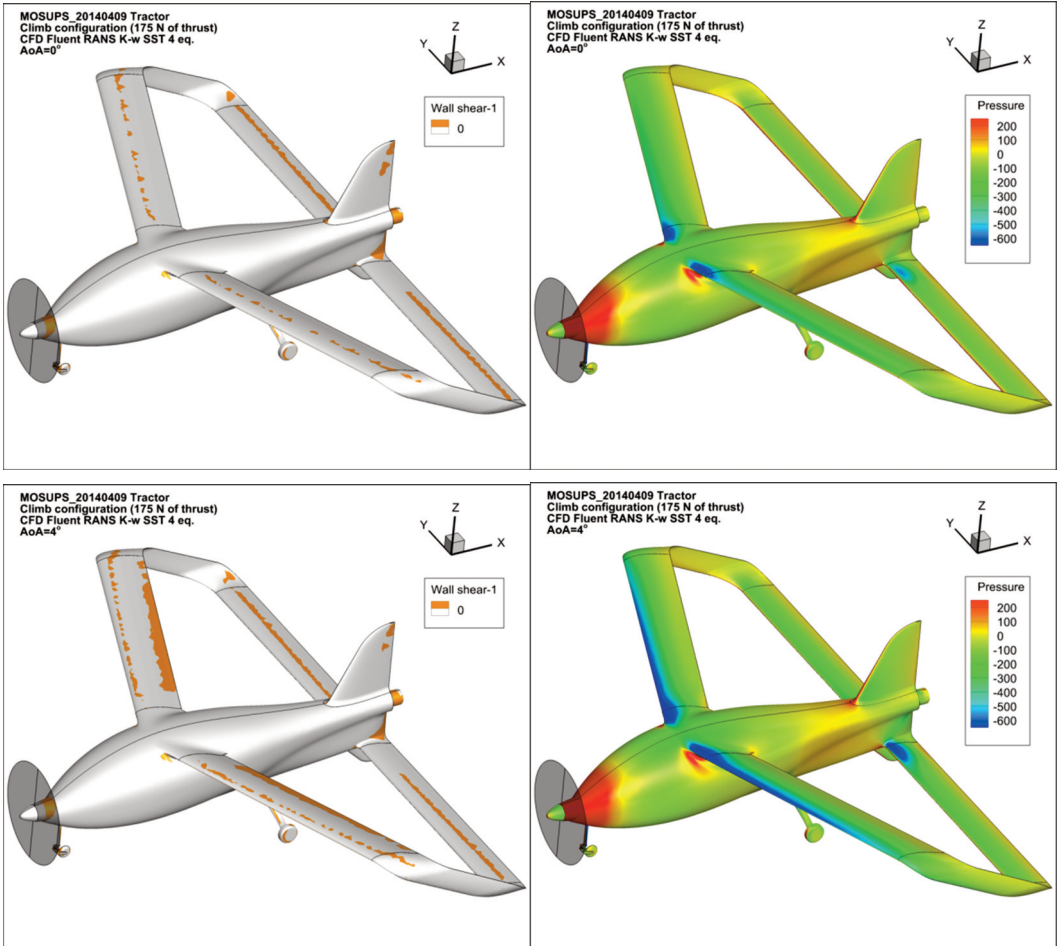 MOSUPS_20140409 Tractor
Climb configuration (175 N of thrust)
CFD Fluent RANS K-w SST 4 eq.
AoA=0°
Z
Y
X
Wall shear-1
0
MOSUPS_20140409 Tractor
Climb configuration (175 N of thrust)
CFD Fluent RANS K-w SST 4 eq.
AoA=0°
Z
Y
X
Pressure
200
100
0
-100
-200
-300
-400
-500
-600
MOSUPS_20140409 Tractor
Climb configuration (175 N of thrust)
CFD Fluent RANS K-w SST 4 eq.
AoA=4°
Z
Y
X
Wall shear-1
0
MOSUPS_20140409 Tractor
Climb configuration (175 N of thrust)
CFD Fluent RANS K-w SST 4 eq.
AoA=4°
Z
Y
X
Pressure
200
100
0
-100
-200
-300
-400
-500
-600